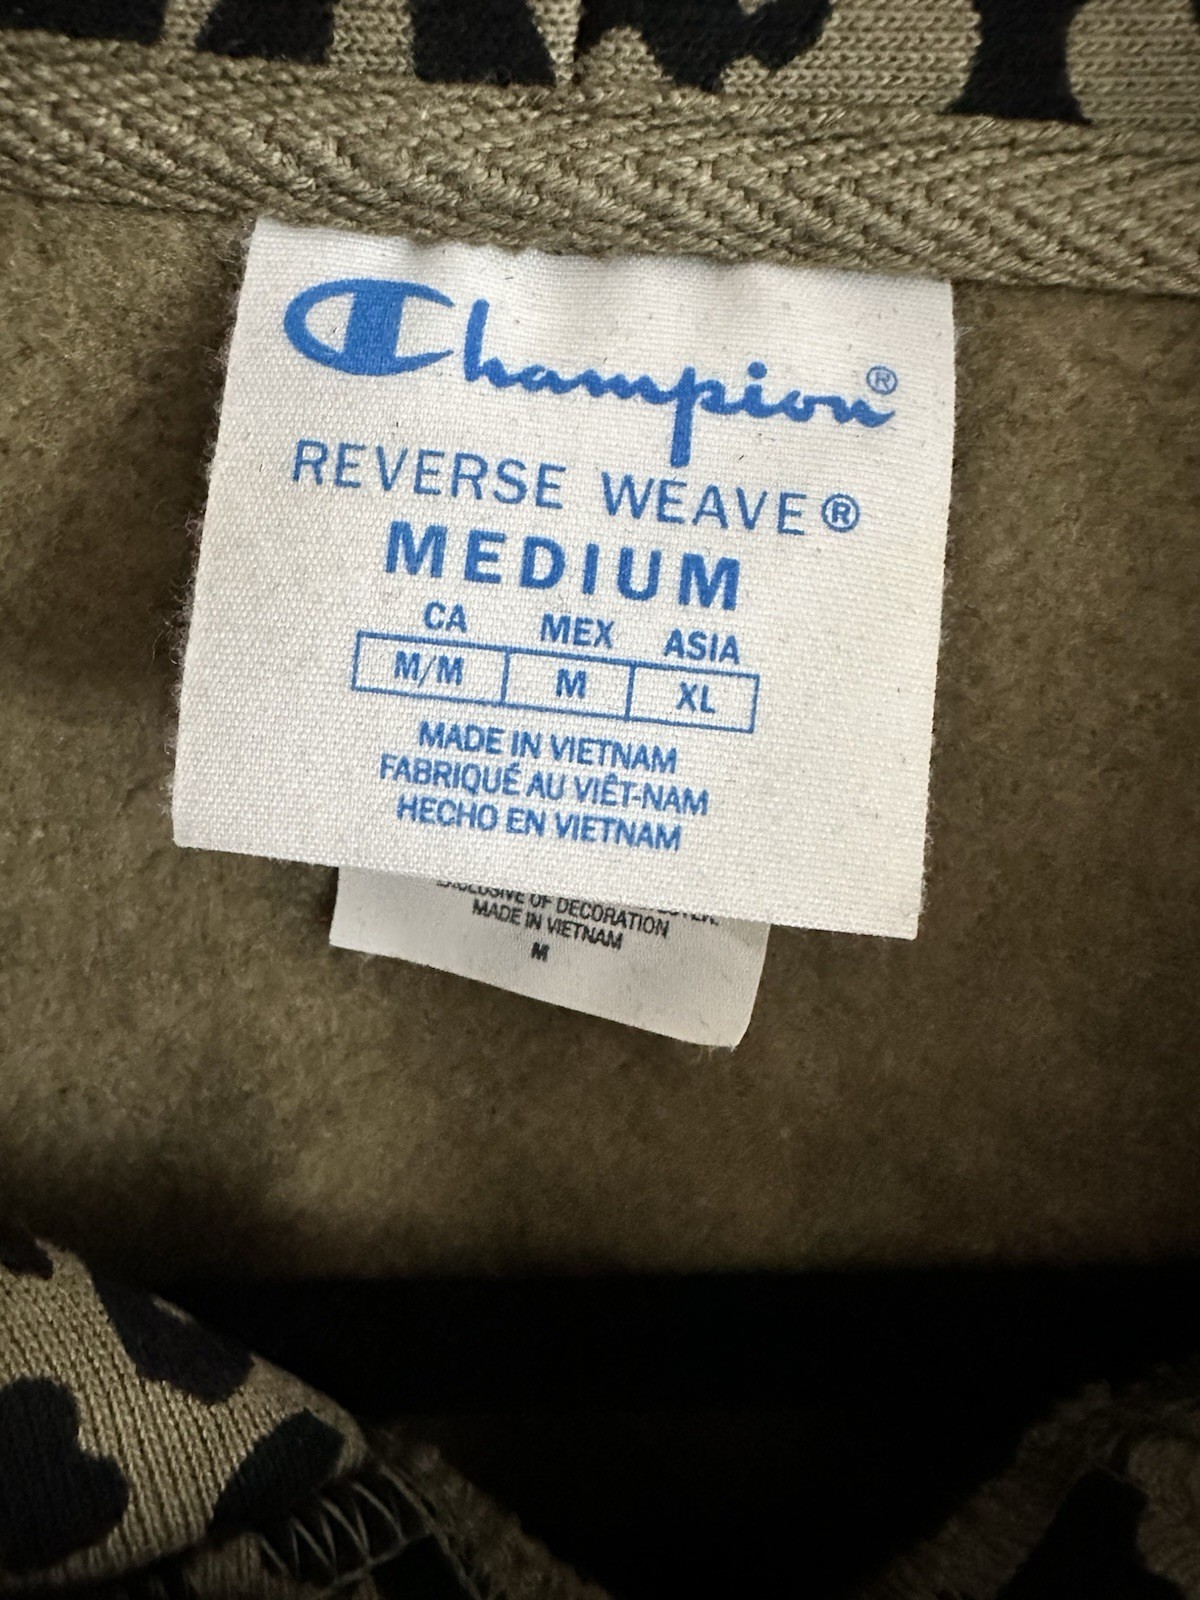 Champion®
REVERSE WEAVE®
MEDIUM
CA MEX ASIA
M/M M XL
MADE IN VIETNAM
FABRIQUÉ AU VIÊT-NAM
HECHO EN VIETNAM
EXCLUSIVE OF DECORATION
MADE IN VIETNAM
M